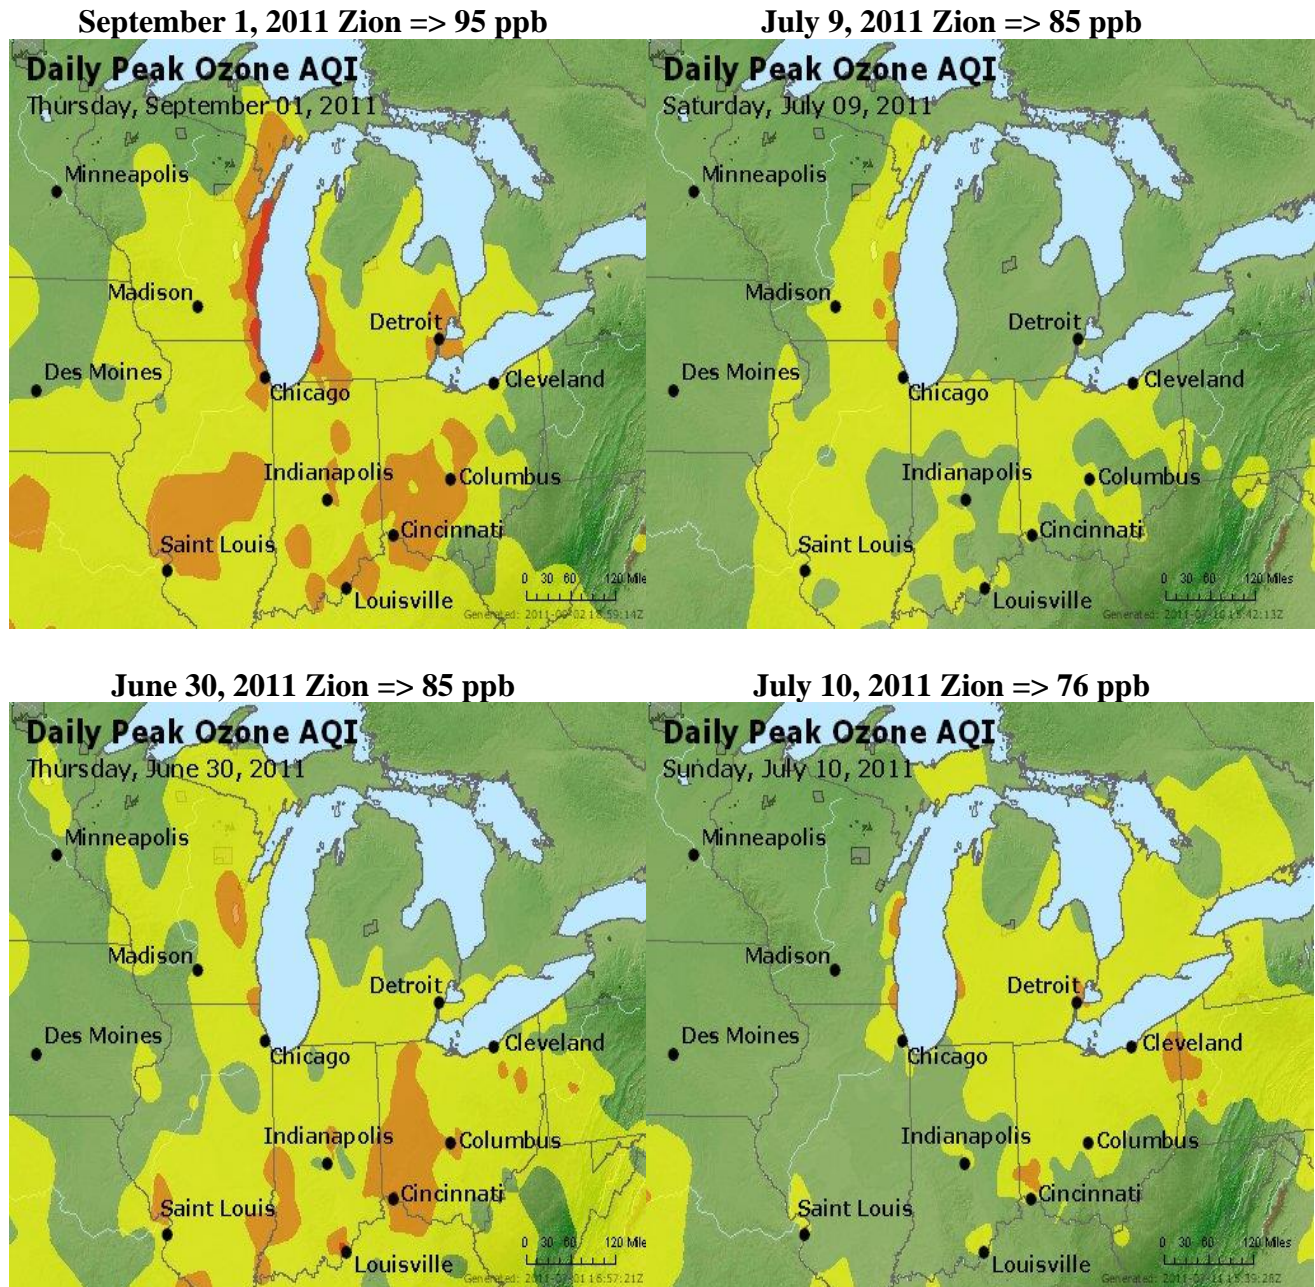 September 1, 2011 Zion => 95 ppb
Daily Peak Ozone AQI
Thursday, September 01, 2011
Minneapolis
Madison
Detroit
Des Moines
Cleveland
Chicago
Indianapolis
Columbus
Cincinnati
Saint Louis
Louisville
0 30 60 120 Mile
July 9, 2011 Zion => 85 ppb
Daily Peak Ozone AQI
Saturday, July 09, 2011
Minneapolis
Madison
Detroit
Des Moines
Cleveland
Chicago
Indianapolis
Columbus
Cincinnati
Saint Louis
Louisville
0 30 60 120 Miles
June 30, 2011 Zion => 85 ppb
Daily Peak Ozone AQI
Thursday, June 30, 2011
Minneapolis
Madison
Detroit
Des Moines
Cleveland
Chicago
Indianapolis
Columbus
Cincinnati
Saint Louis
Louisville
0 30 60 120 Mile
July 10, 2011 Zion => 76 ppb
Daily Peak Ozone AQI
Sunday, July 10, 2011
Minneapolis
Madison
Detroit
Des Moines
Cleveland
Chicago
Indianapolis
Columbus
Cincinnati
Saint Louis
Louisville
0 30 60 120 Miles